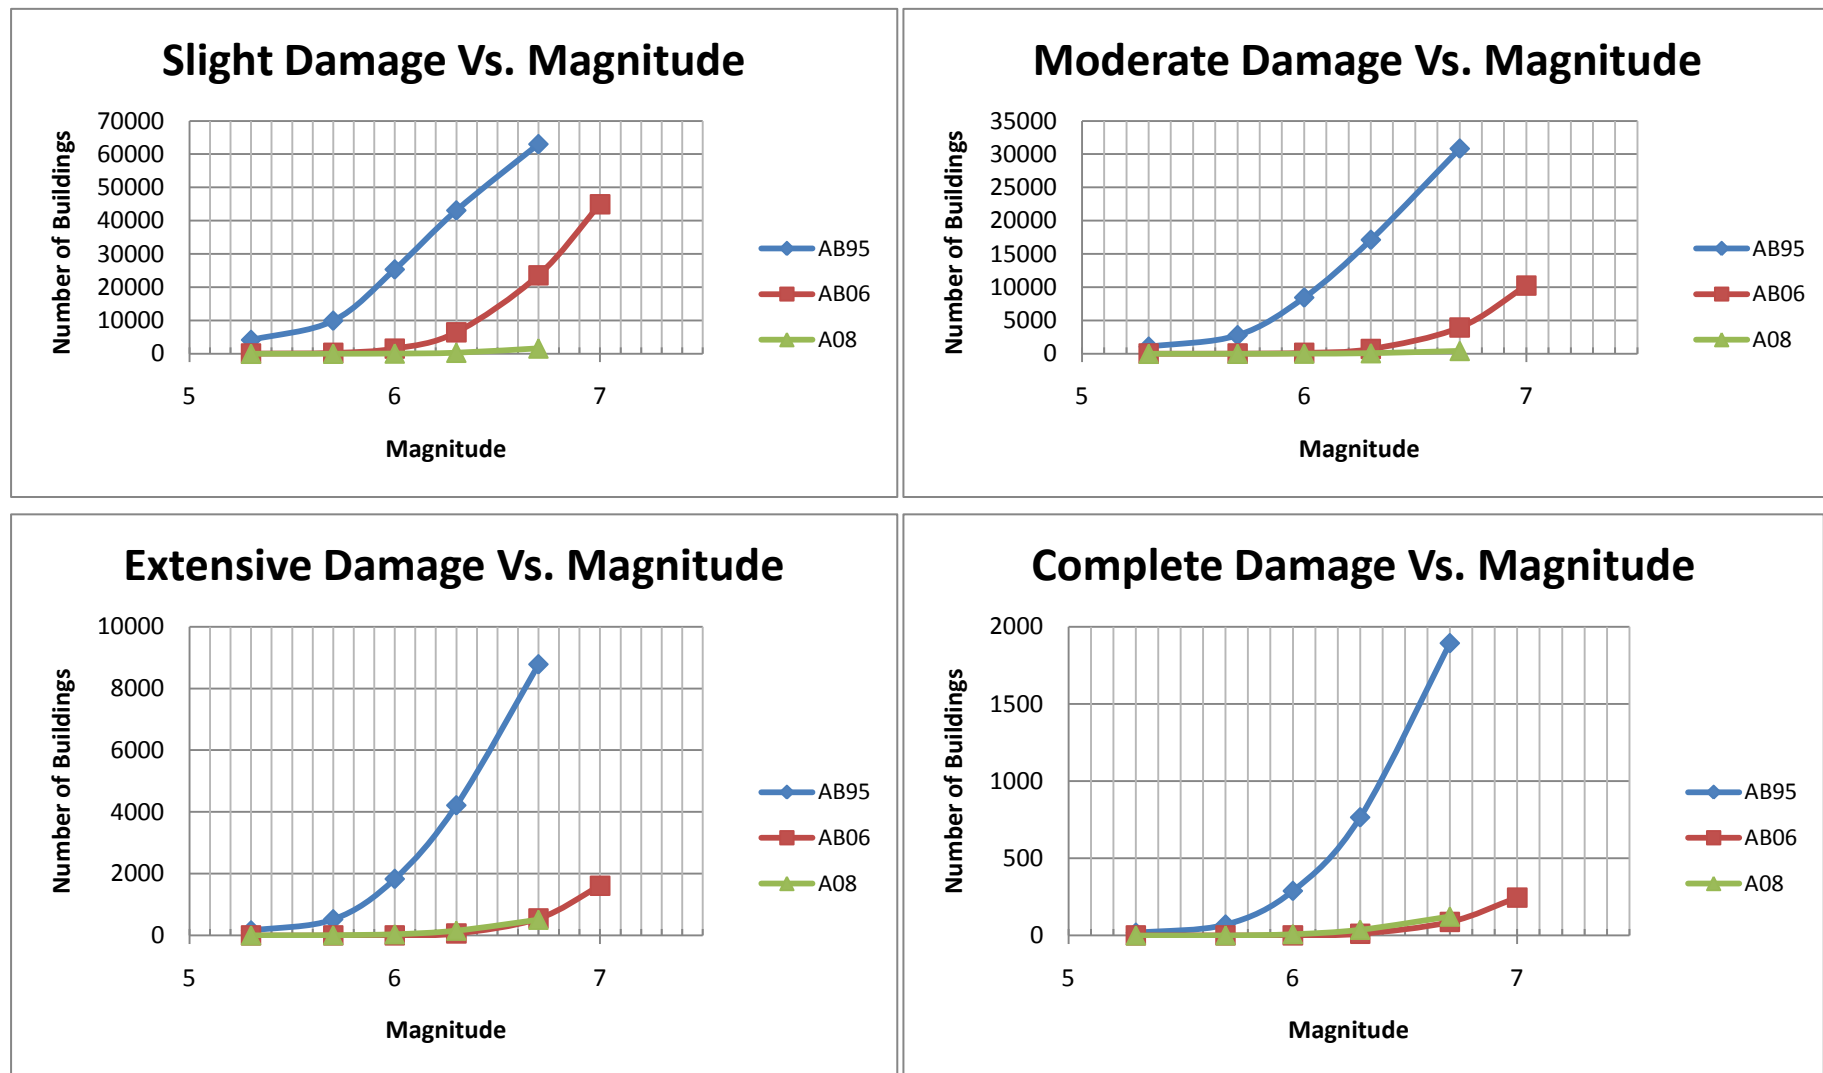 Slight Damage Vs. Magnitude
Number of Buildings
70000
60000
50000
40000
30000
20000
10000
0
5
6
7
Magnitude
AB95
AB06
A08
Moderate Damage Vs. Magnitude
Number of Buildings
35000
30000
25000
20000
15000
10000
5000
0
5
6
7
Magnitude
AB95
AB06
A08
Extensive Damage Vs. Magnitude
Number of Buildings
10000
8000
6000
4000
2000
0
5
6
7
Magnitude
AB95
AB06
A08
Complete Damage Vs. Magnitude
Number of Buildings
2000
1500
1000
500
0
5
6
7
Magnitude
AB95
AB06
A08